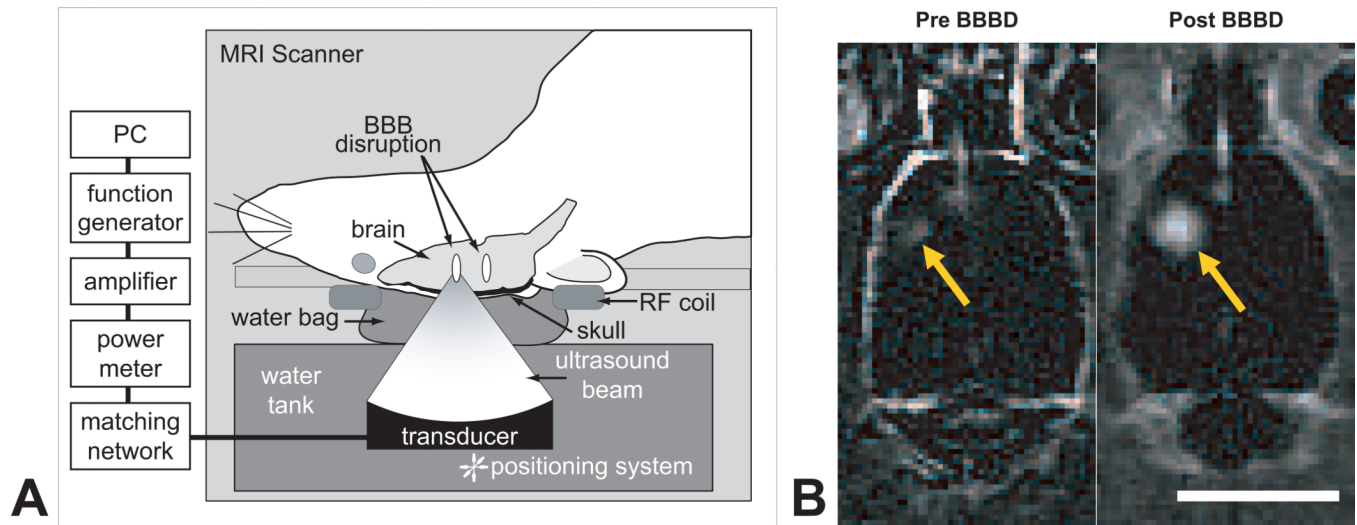 MRI Scanner
PC
function
generator
amplifier
power
meter
matching
network
BBB
disruption
brain
water bag
RF coil
skull
ultrasound
beam
water
tank
transducer
positioning system
A
Pre BBBD
Post BBBD
B